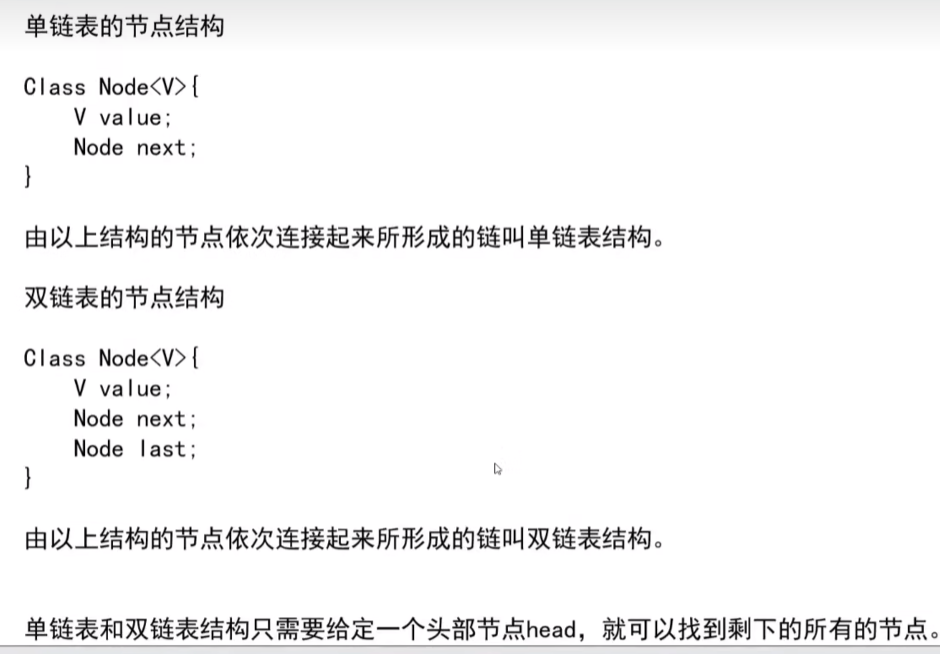 单链表的节点结构
Class Node<V>{
V value;
Node next;
}
由以上结构的节点依次连接起来所形成的链叫单链表结构。
双链表的节点结构
Class Node<V>{
V value;
Node next;
Node last;
}
由以上结构的节点依次连接起来所形成的链叫双链表结构。
单链表和双链表结构只需要给定一个头部节点head，就可以找到剩下的所有的节点。